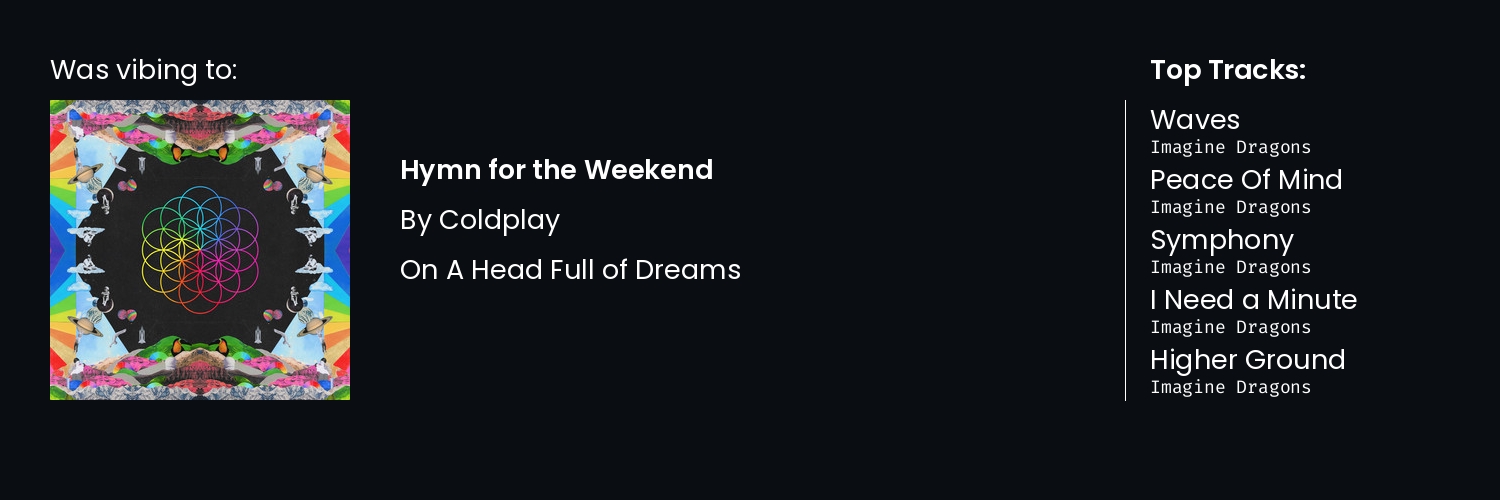 Was vibing to:
Hymn for the Weekend
By Coldplay
On A Head Full of Dreams
Top Tracks:
Waves
Imagine Dragons
Peace Of Mind
Imagine Dragons
Symphony
Imagine Dragons
I Need a Minute
Imagine Dragons
Higher Ground
Imagine Dragons